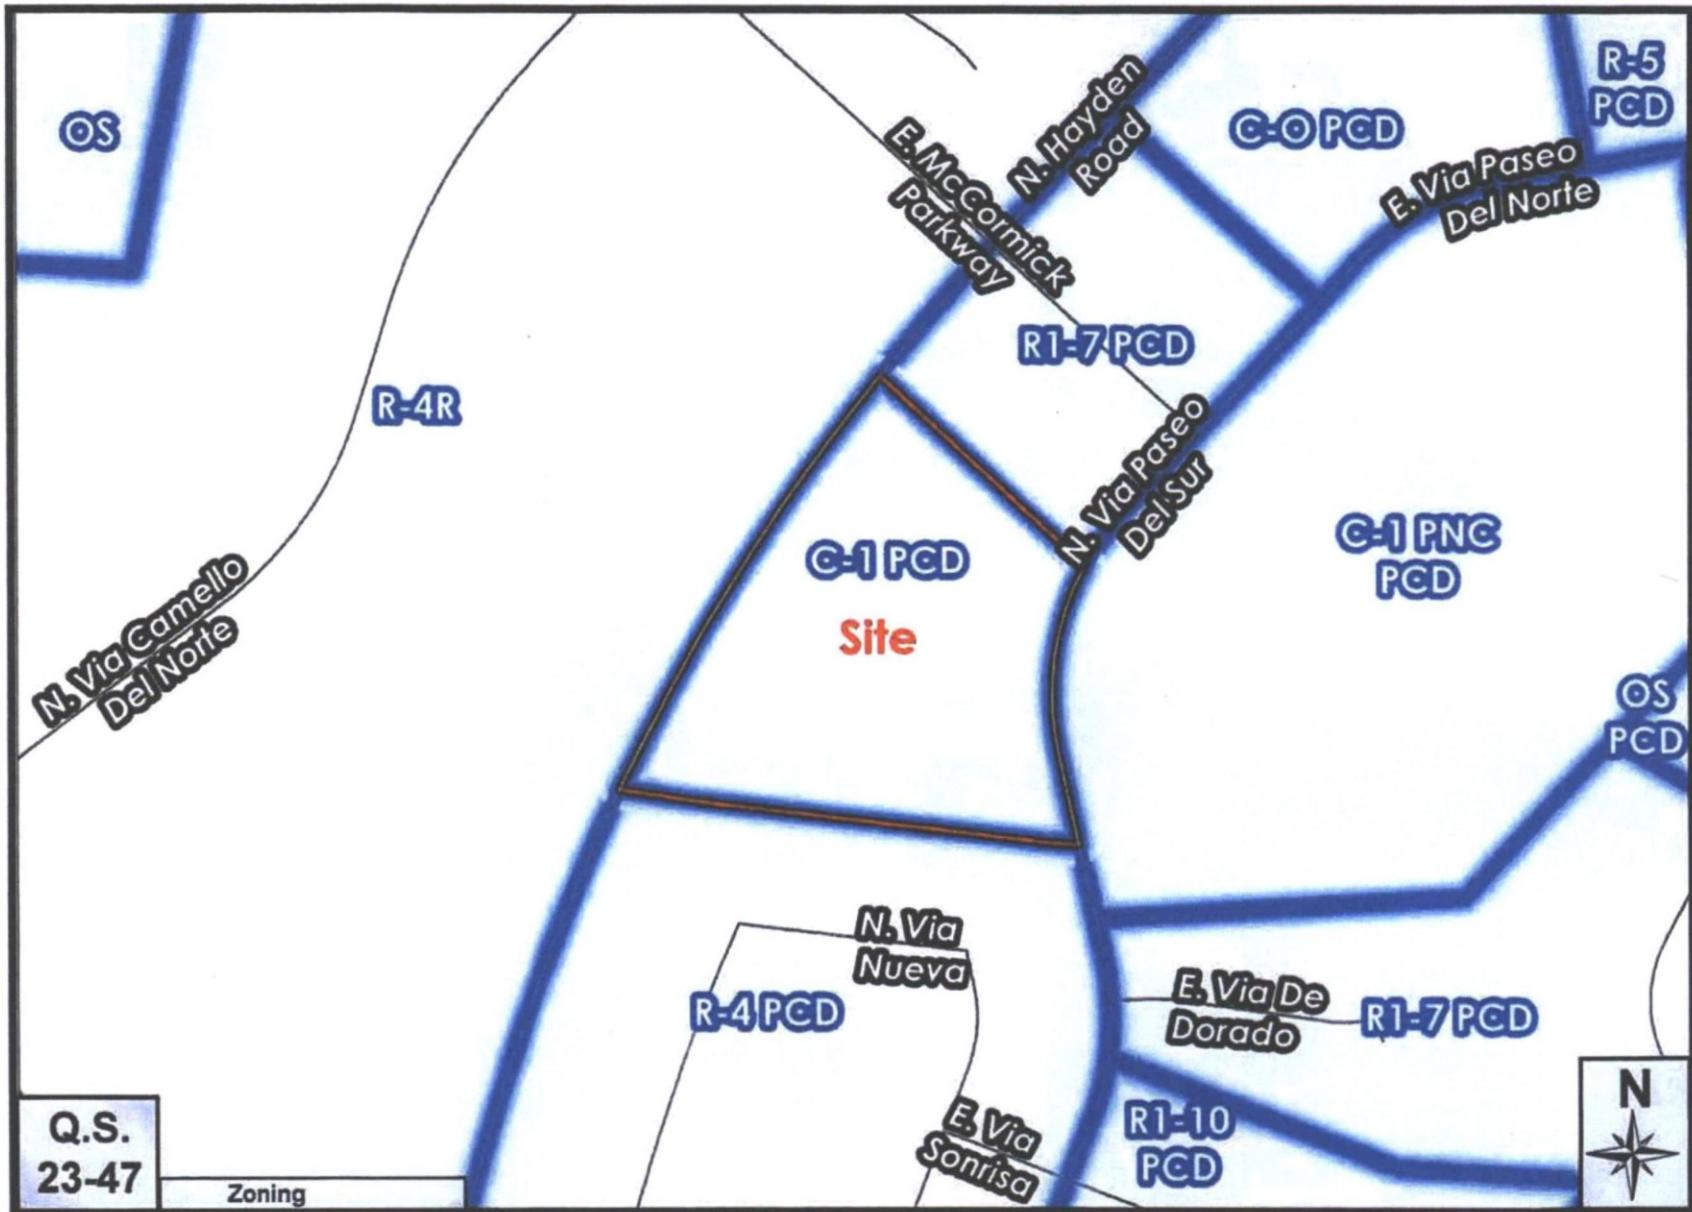 OS
R-5
PCD
C-O PCD
N. Hayden
Road
E. McCormick
Parkway
E. Via Paseo
Del Norte
R1-7 PCD
R-4R
N. Via Paseo
Del Sur
C-1 PCD
Site
C-1 PNC
PCD
N. Via Camello
Del Norte
OS
PCD
N. Via
Nueva
R-4 PCD
E. Via De
Dorado
R1-7 PCD
E. Via
Sonrisa
R1-10
PCD
Q.S.
23-47
Zoning
N